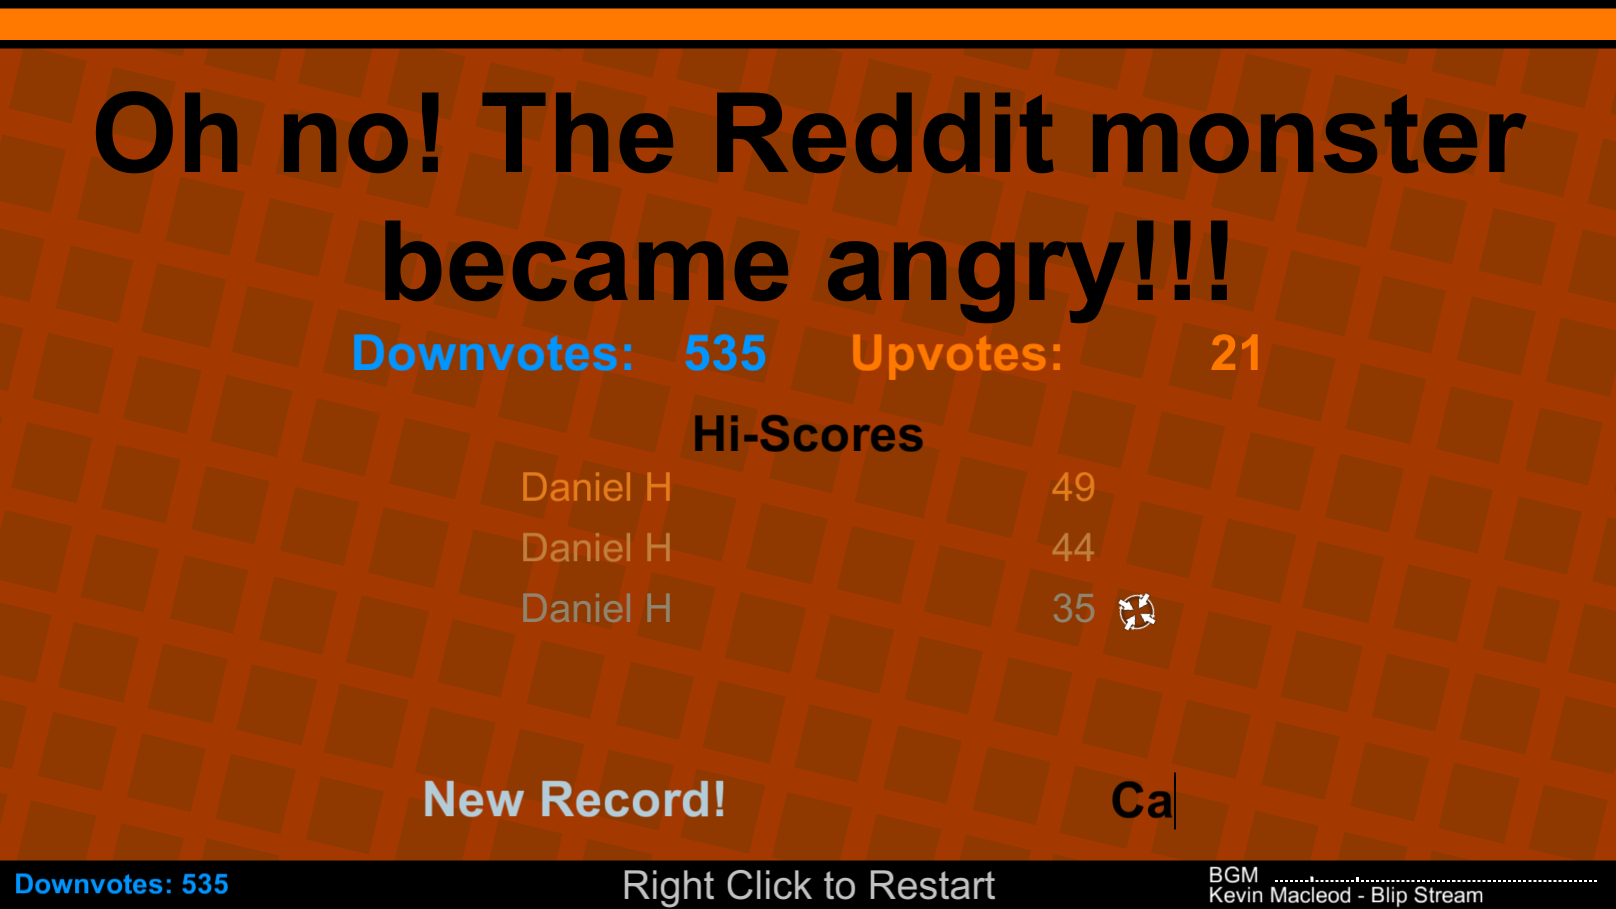 Oh no! The Reddit monster
became angry!!!
Downvotes: 535 Upvotes: 21
Hi-Scores
Daniel H 49
Daniel H 44
Daniel H 35
New Record! Ca
Downvotes: 535 Right Click to Restart BGM
Kevin Macleod - Blip Stream